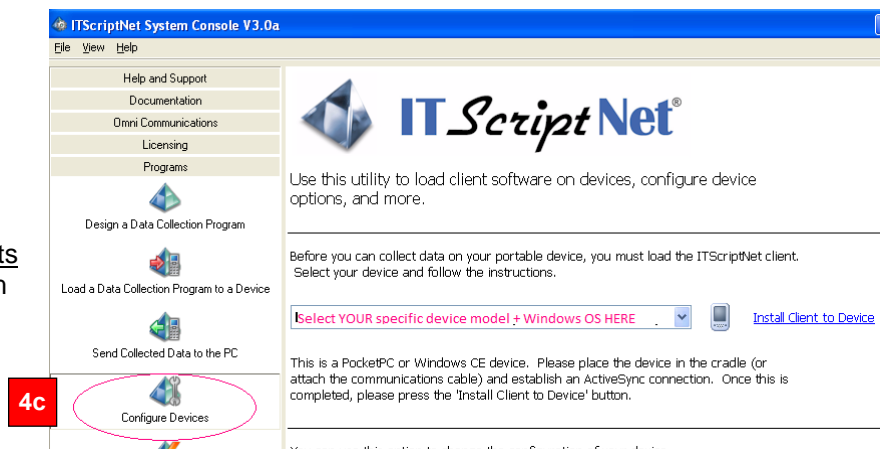 ITScriptNet System Console V3.0a
File View Help
Help and Support
Documentation
Omni Communications
Licensing
Programs
Design a Data Collection Program
ts
n
Load a Data Collection Program to a Device
Send Collected Data to the PC
4c
Configure Devices
ITScriptNet®
Use this utility to load client software on devices, configure device
options, and more.
Before you can collect data on your portable device, you must load the ITScriptNet client.
Select your device and follow the instructions.
Select YOUR specific device model + Windows OS HERE
Install Client to Device
This is a PocketPC or Windows CE device. Please place the device in the cradle (or
attach the communications cable) and establish an ActiveSync connection. Once this is
completed, please press the 'Install Client to Device' button.